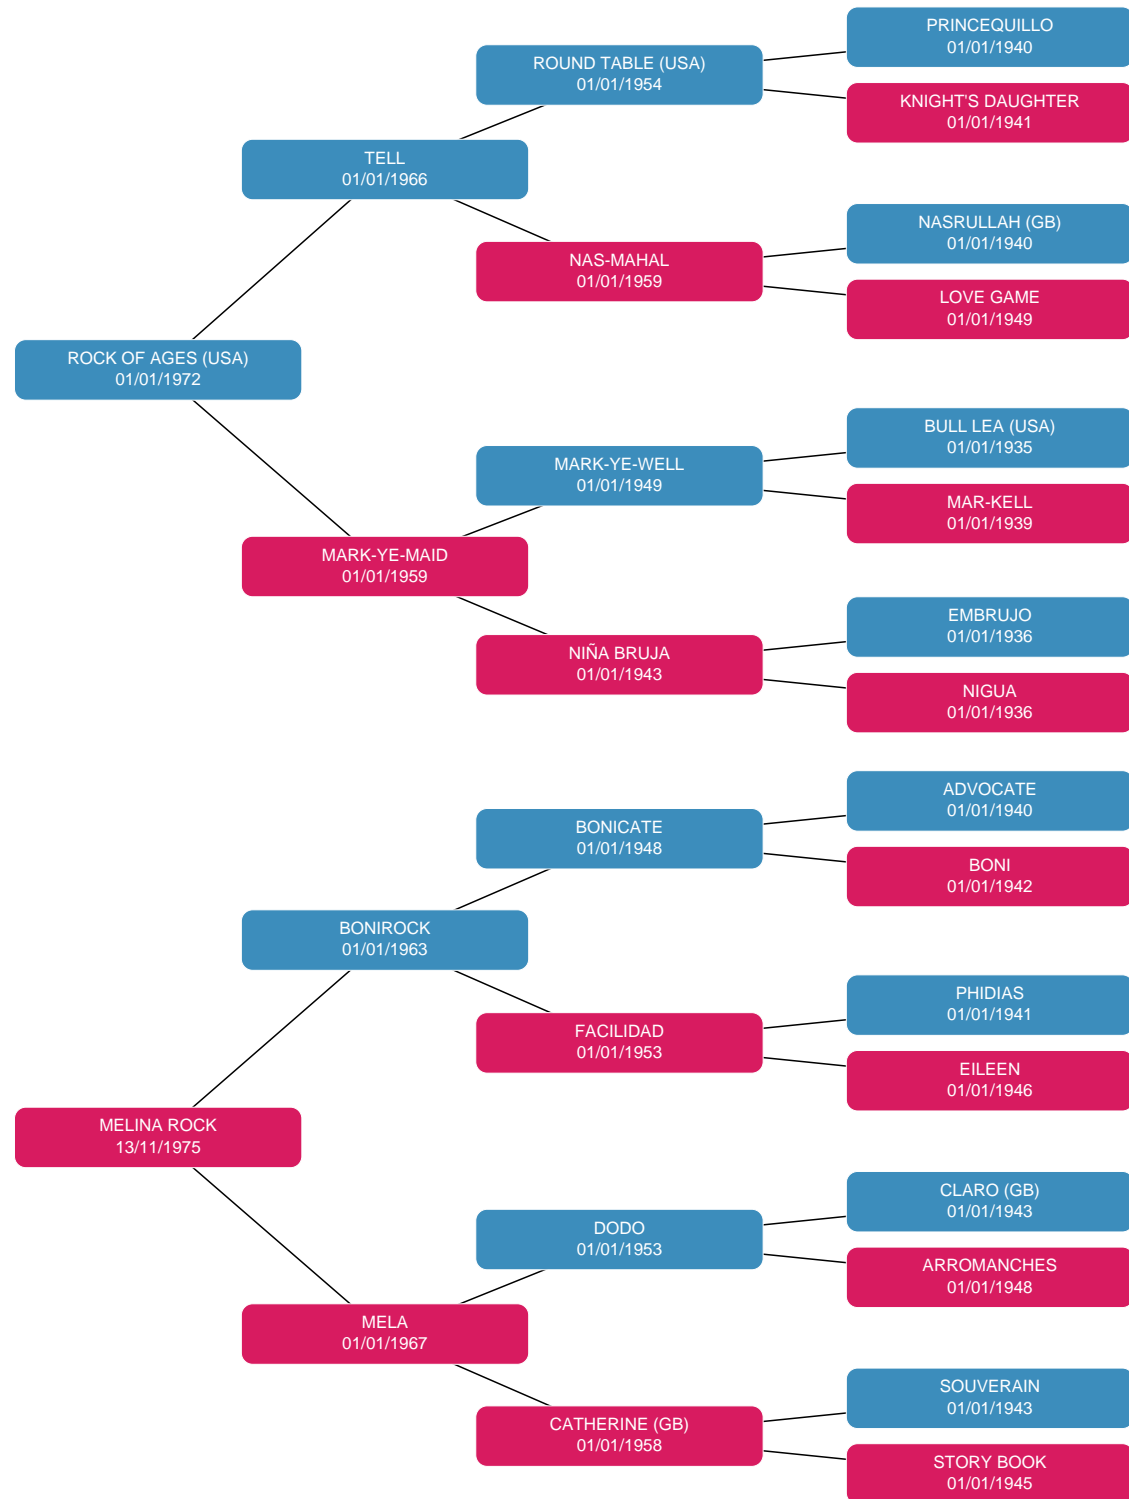 PRINCEQUILLO
01/01/1940
ROUND TABLE (USA)
01/01/1954
KNIGHT'S DAUGHTER
01/01/1941
TELL
01/01/1966
NASRULLAH (GB)
01/01/1940
NAS-MAHAL
01/01/1959
LOVE GAME
01/01/1949
ROCK OF AGES (USA)
01/01/1972
BULL LEA (USA)
01/01/1935
MARK-YE-WELL
01/01/1949
MAR-KELL
01/01/1939
MARK-YE-MAID
01/01/1959
EMBRUJO
01/01/1936
NIÑA BRUJA
01/01/1943
NIGUA
01/01/1936
ADVOCATE
01/01/1940
BONICATE
01/01/1948
BONI
01/01/1942
BONIROCK
01/01/1963
PHIDIAS
01/01/1941
FACILIDAD
01/01/1953
EILEEN
01/01/1946
MELINA ROCK
13/11/1975
CLARO (GB)
01/01/1943
DODO
01/01/1953
ARROMANCHES
01/01/1948
MELA
01/01/1967
SOUVERAIN
01/01/1943
CATHERINE (GB)
01/01/1958
STORY BOOK
01/01/1945